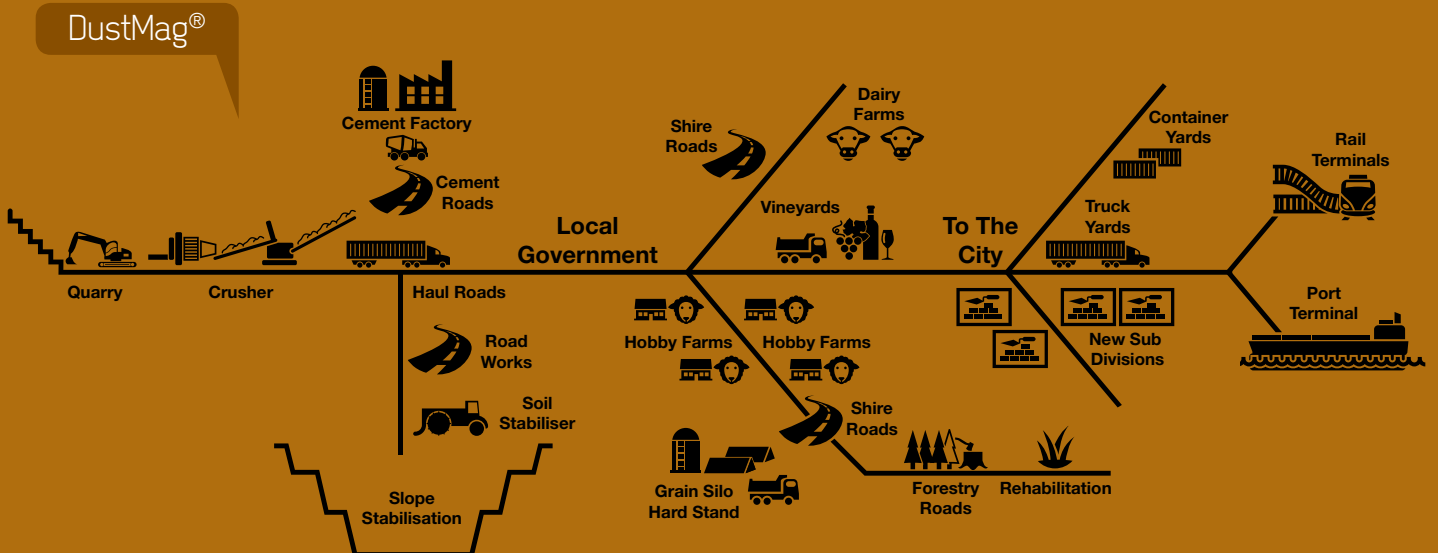 DustMag®
Cement Factory
Cement
Roads
Quarry
Crusher
Haul Roads
Road
Works
Soil
Stabiliser
Slope
Stabilisation
Local
Government
Shire
Roads
Dairy
Farms
Vineyards
Hobby Farms
Hobby Farms
Shire
Roads
Grain Silo
Hard Stand
Forestry
Roads
Rehabilitation
To The
City
Container
Yards
Truck
Yards
New Sub
Divisions
Rail
Terminals
Port
Terminal